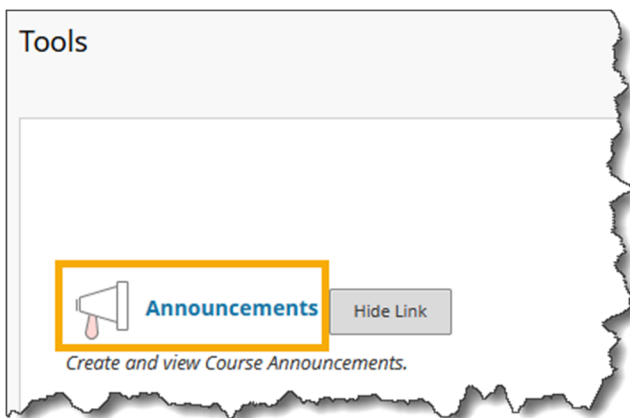 Tools
Announcements Hide Link
Create and view Course Announcements.